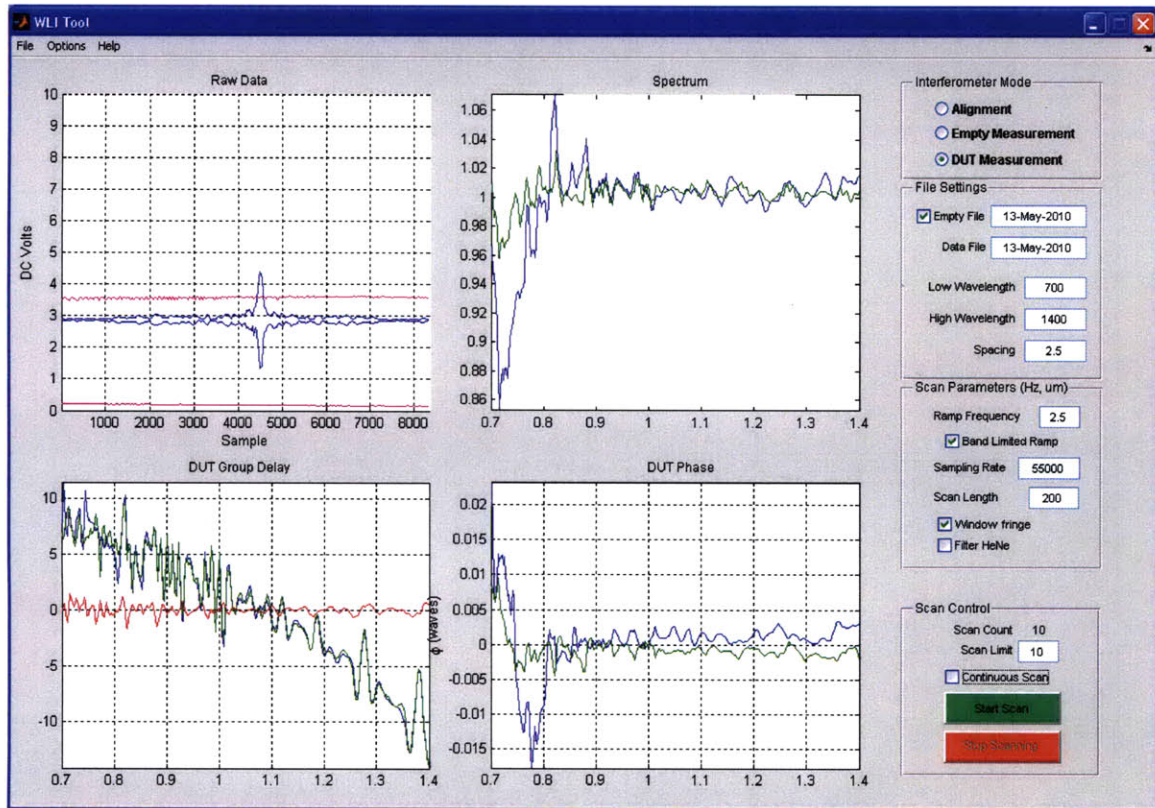 WLI Tool
File Options Help
Raw Data
10
9
8
7
6
5
4
3
2
1
0
DC Volts
1000 2000 3000 4000 5000 6000 7000 8000
Sample
Spectrum
1.06
1.04
1.02
1
0.98
0.96
0.94
0.92
0.9
0.88
0.86
0.7 0.8 0.9 1 1.1 1.2 1.3 1.4
DUT Group Delay
10
5
0
-5
-10
0.7 0.8 0.9 1.0 1.1 1.2 1.3 1.4
DUT Phase
0.02
0.015
0.01
0.005
0
-0.005
-0.01
-0.015
ϕ (waves)
0.7 0.8 0.9 1 1.1 1.2 1.3 1.4
Interferometer Mode
Alignment
Empty Measurement
DUT Measurement
File Settings
Empty File 13-May-2010
Data File 13-May-2010
Low Wavelength 700
High Wavelength 1400
Spacing 2.5
Scan Parameters (Hz, um)
Ramp Frequency 2.5
Band Limited Ramp
Sampling Rate 55000
Scan Length 200
Window fringe
Filter HeNe
Scan Control
Scan Count 10
Scan Limit 10
Continuous Scan
Start Scan